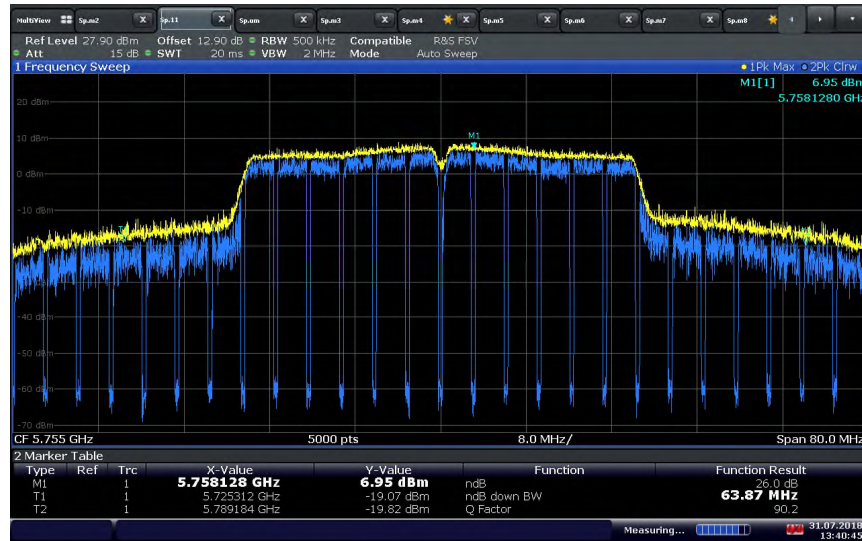 MultiView Sp.m2 X Sp.11 X Sp.um X Sp.m3 X Sp.m4 X Sp.m5 X Sp.m6 X Sp.m7 X Sp.m8
Ref Level 27.90 dBm Offset 12.90 dB RBW 500 kHz Compatible R&S FSV
Att 15 dB SWT 20 ms VBW 2 MHz Mode Auto Sweep
1 Frequency Sweep 1Pk Max 2Pk Clrw
M1[1] 6.95 dBm
5.7581280 GHz
20 dBm
10 dBm
M1
0 dBm
-10 dBm
-40 dBm
-50 dBm
-60 dBm
-70 dBm
CF 5.755 GHz 5000 pts 8.0 MHz/ Span 80.0 MHz
2 Marker Table
Type Ref Trc X-Value Y-Value Function Function Result
M1 1 5.758128 GHz 6.95 dBm ndB 26.0 dB
T1 1 5.725312 GHz -19.07 dBm ndB down BW 63.87 MHz
T2 1 5.789184 GHz -19.82 dBm Q Factor 90.2
Measuring... 31.07.2018
13:40:45